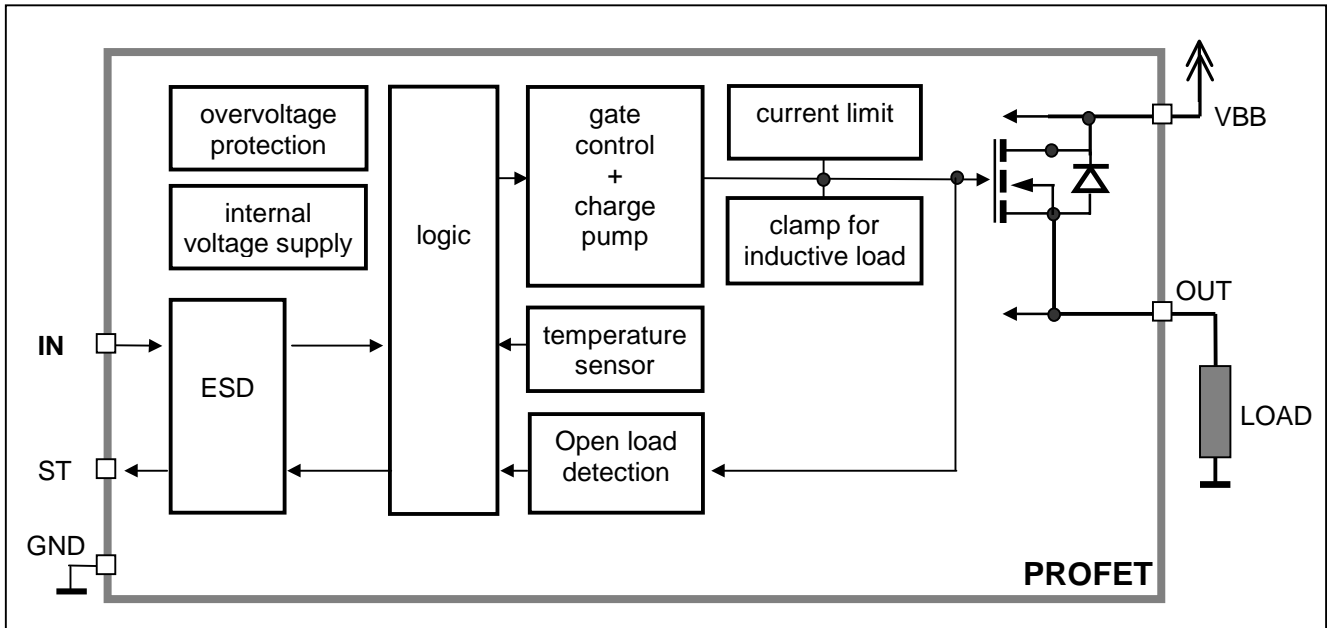 overvoltage
protection
internal
voltage supply
logic
gate
control
+
charge
pump
current limit
clamp for
inductive load
VBB
OUT
LOAD
IN
ESD
temperature
sensor
Open load
detection
ST
GND
PROFET